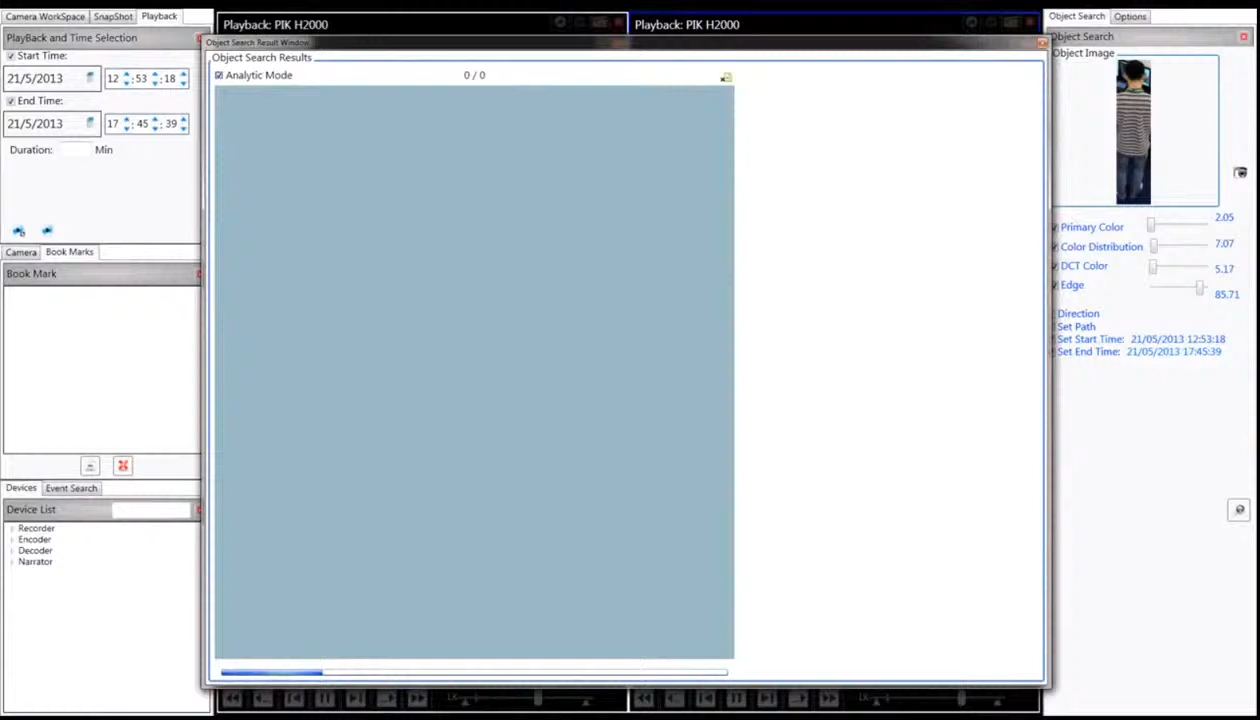 Camera WorkSpace SnapShot Playback
PlayBack and Time Selection
Start Time:
21/5/2013 12 : 53 : 18
End Time:
21/5/2013 17 : 45 : 39
Duration: Min
Camera Book Marks
Book Mark
Devices Event Search
Device List
Recorder
Encoder
Decoder
Narrator
Playback: PIK H2000
Playback: PIK H2000
Object Search Result Window
Object Search Results
Analytic Mode 0 / 0
1X
1X
Object Search Options
Object Search
Object Image
Primary Color 2.05
Color Distribution 7.07
DCT Color 5.17
Edge 85.71
Direction
Set Path
Set Start Time: 21/05/2013 12:53:18
Set End Time: 21/05/2013 17:45:39